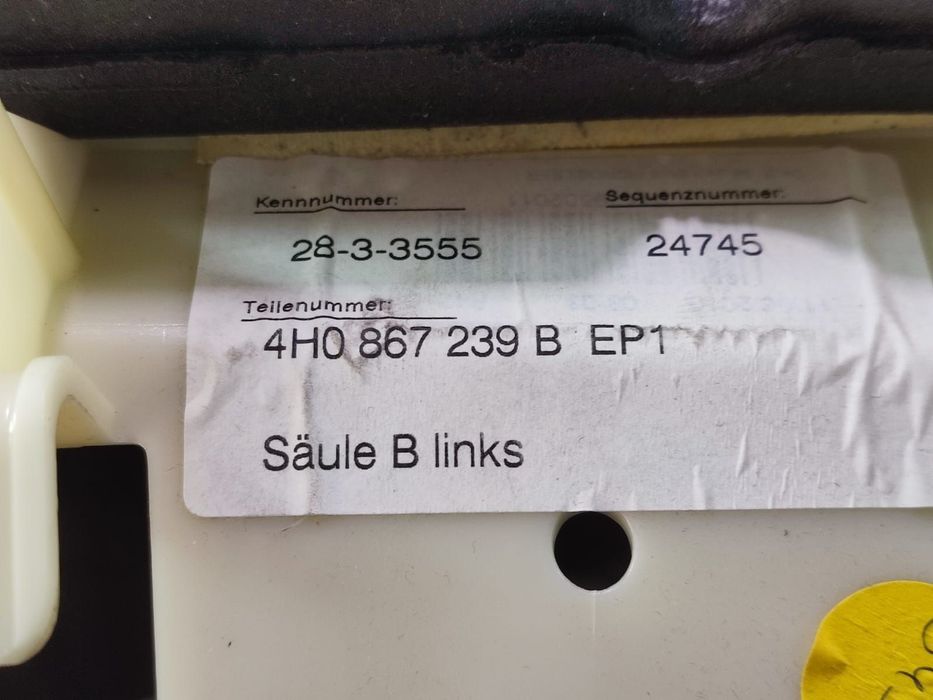 Kennnummer: Sequenznummer:
28-3-3555 24745
Teilenummer:
4H0 867 239 B EP1
Säule B links